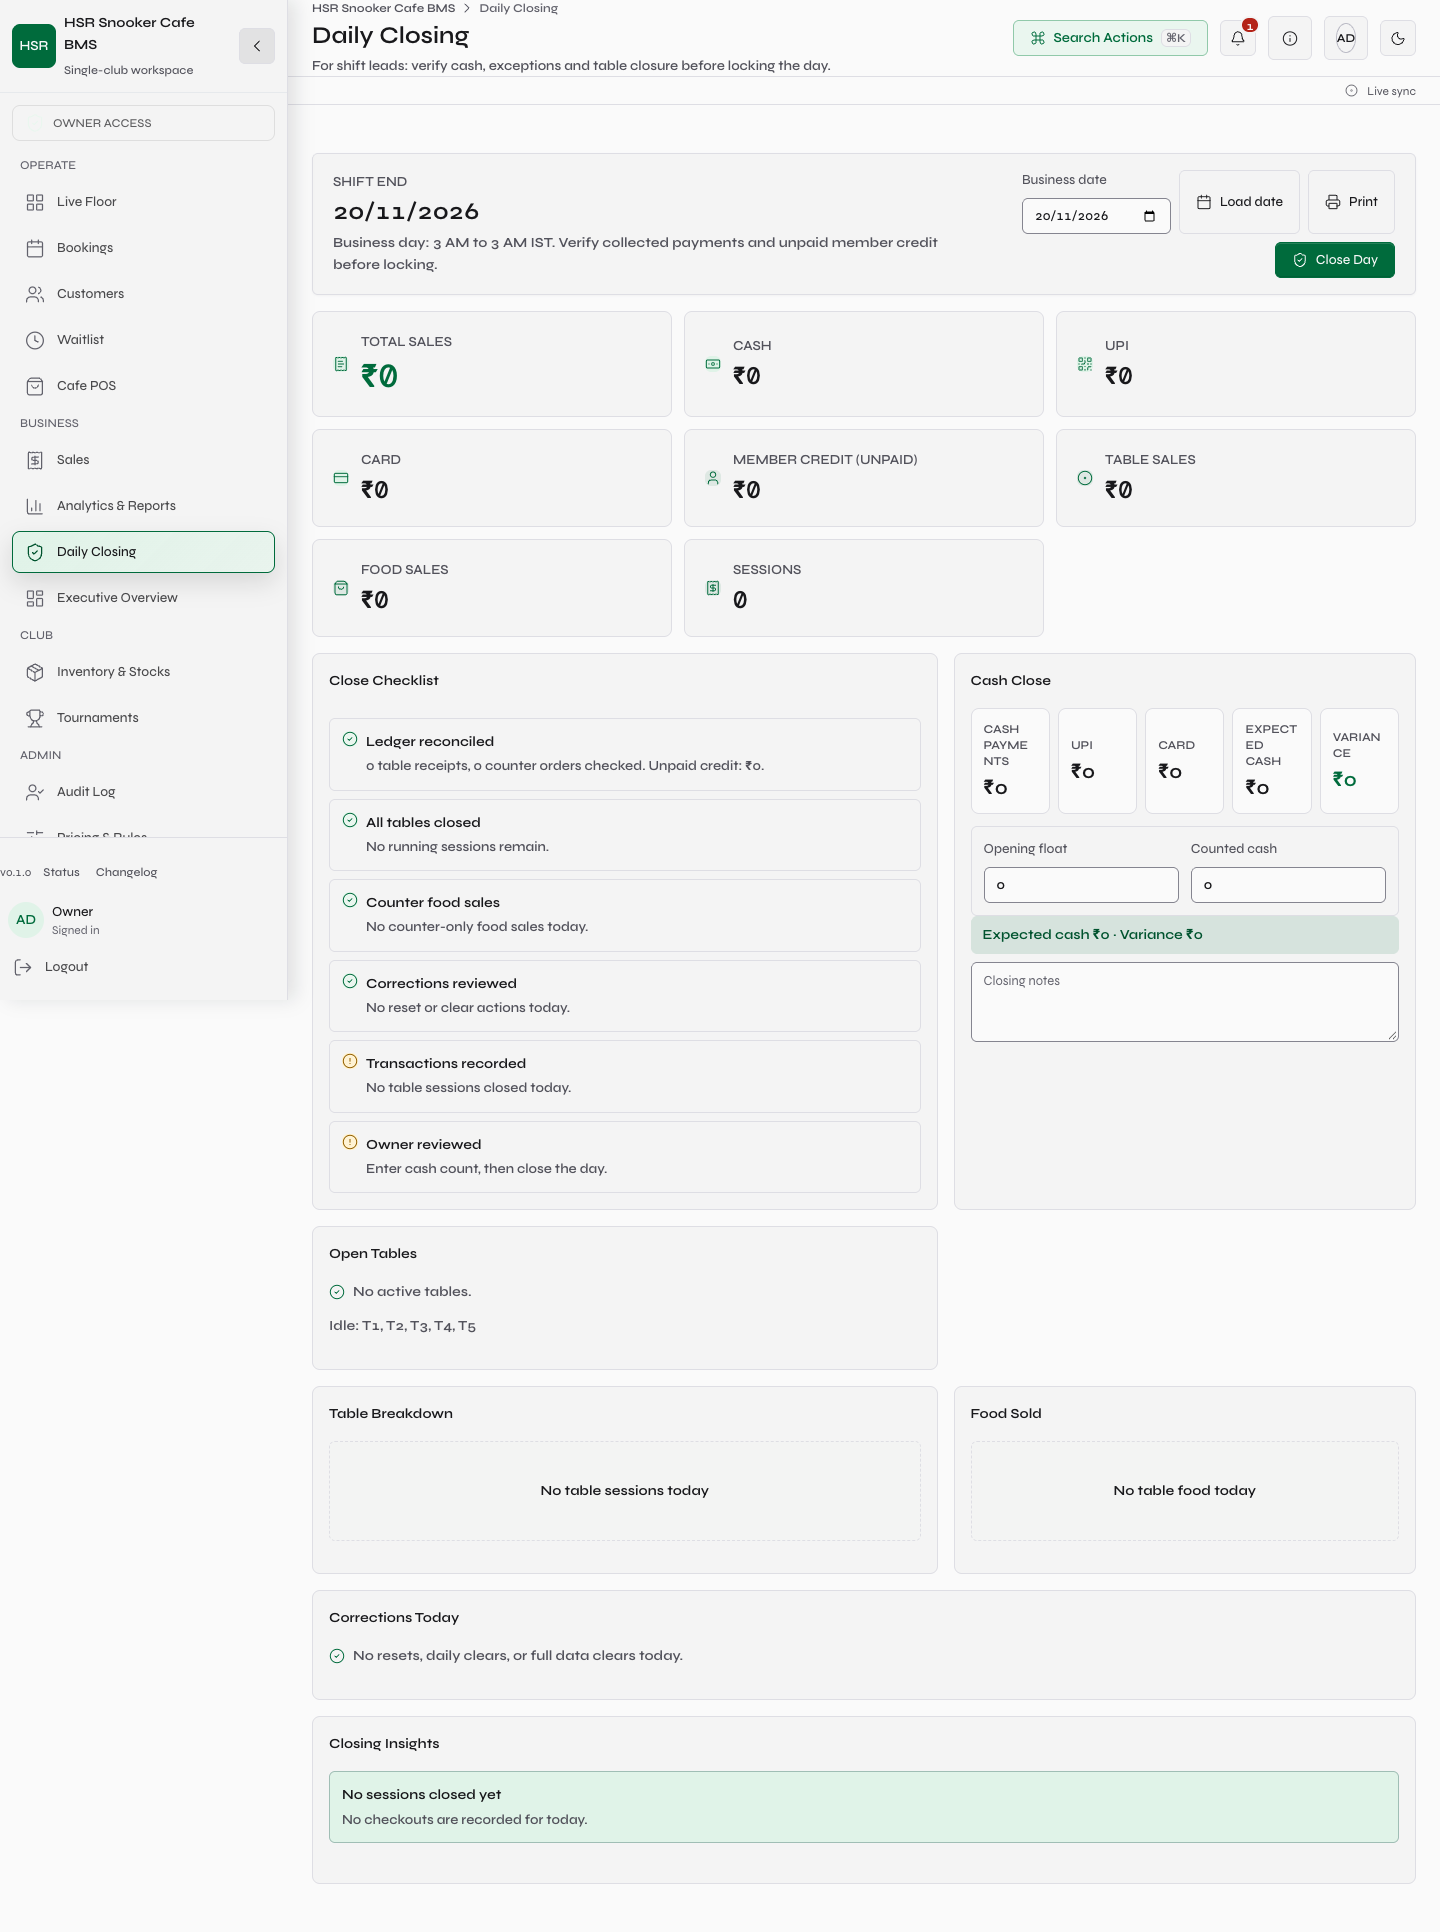 HSR
HSR Snooker Cafe
BMS
Single-club workspace
OWNER ACCESS
OPERATE
Live Floor
Bookings
Customers
Waitlist
Cafe POS
BUSINESS
Sales
Analytics & Reports
Daily Closing
Executive Overview
CLUB
Inventory & Stocks
Tournaments
ADMIN
Audit Log
Pricing & Rules
v0.1.0 Status Changelog
AD
Owner
Signed in
Logout
HSR Snooker Cafe BMS > Daily Closing
Daily Closing
For shift leads: verify cash, exceptions and table closure before locking the day.
Search Actions ⌘K
1
AD
Live sync
SHIFT END
20/11/2026
Business day: 3 AM to 3 AM IST. Verify collected payments and unpaid member credit
before locking.
Business date
20/11/2026
Load date
Print
Close Day
TOTAL SALES
₹0
CASH
₹0
UPI
₹0
CARD
₹0
MEMBER CREDIT (UNPAID)
₹0
TABLE SALES
₹0
FOOD SALES
₹0
SESSIONS
0
Close Checklist
Ledger reconciled
0 table receipts, 0 counter orders checked. Unpaid credit: ₹0.
All tables closed
No running sessions remain.
Counter food sales
No counter-only food sales today.
Corrections reviewed
No reset or clear actions today.
Transactions recorded
No table sessions closed today.
Owner reviewed
Enter cash count, then close the day.
Cash Close
CASH
PAYME
NTS
₹0
UPI
₹0
CARD
₹0
EXPECT
ED
CASH
₹0
VARIAN
CE
₹0
Opening float
0
Counted cash
0
Expected cash ₹0 · Variance ₹0
Closing notes
Open Tables
No active tables.
Idle: T1, T2, T3, T4, T5
Table Breakdown
No table sessions today
Food Sold
No table food today
Corrections Today
No resets, daily clears, or full data clears today.
Closing Insights
No sessions closed yet
No checkouts are recorded for today.